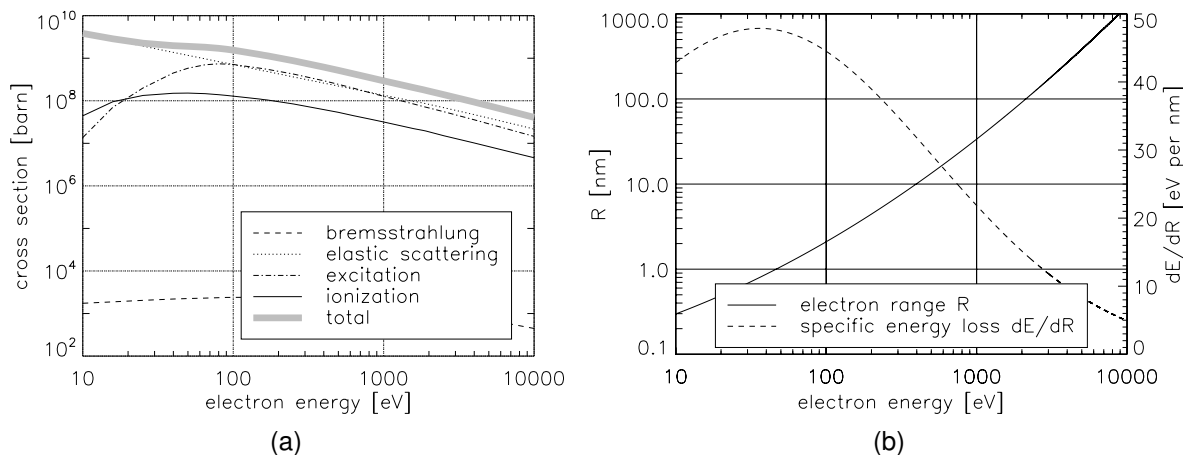 10^10
10^8
10^6
10^4
10^2
cross section [barn]
bremsstrahlung
elastic scattering
excitation
ionization
total
10 100 1000 10000
electron energy [eV]
(a)
1000.0
100.0
10.0
1.0
0.1
R [nm]
50
40
30
20
10
0
dE/dR [eV per nm]
electron range R
specific energy loss dE/dR
10 100 1000 10000
electron energy [eV]
(b)